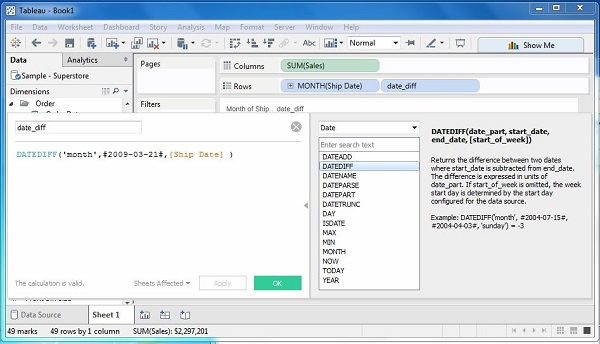 Tableau - Book1
File Data Worksheet Dashboard Story Analysis Map Format Server Window Help
Abc Normal Show Me
Data Analytics
Pages
Columns SUM(Sales)
Sample - Superstore
Rows MONTH(Ship Date) date_diff
Dimensions
Order
Filters
Month of Ship.. date_diff
date_diff
DATEDIFF('month',#2009-03-21#,[Ship Date] )
The calculation is valid. Sheets Affected Apply OK
Date
Enter search text
DATEADD
DATEDIFF
DATENAME
DATEPARSE
DATEPART
DATETRUNC
DAY
ISDATE
MAX
MIN
MONTH
NOW
TODAY
YEAR
DATEDIFF(date_part, start_date,
end_date, [start_of_week])
Returns the difference between two dates
where start_date is subtracted from end_date.
The difference is expressed in units of
date_part. If start_of_week is omitted, the week
start day is determined by the start day
configured for the data source.
Example: DATEDIFF('month', #2004-07-15#,
#2004-04-03#, 'sunday') = -3
Data Source Sheet 1
49 marks 49 rows by 1 column SUM(Sales): $2,297,201